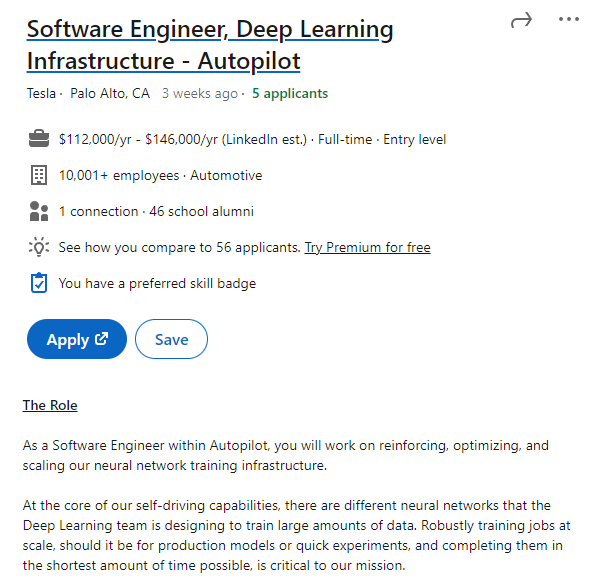 Software Engineer, Deep Learning
Infrastructure - Autopilot
Tesla · Palo Alto, CA 3 weeks ago · 5 applicants
$112,000/yr - $146,000/yr (LinkedIn est.) · Full-time · Entry level
10,001+ employees · Automotive
1 connection · 46 school alumni
See how you compare to 56 applicants. Try Premium for free
You have a preferred skill badge
Apply Save
The Role
As a Software Engineer within Autopilot, you will work on reinforcing, optimizing, and
scaling our neural network training infrastructure.
At the core of our self-driving capabilities, there are different neural networks that the
Deep Learning team is designing to train large amounts of data. Robustly training jobs at
scale, should it be for production models or quick experiments, and completing them in
the shortest amount of time possible, is critical to our mission.